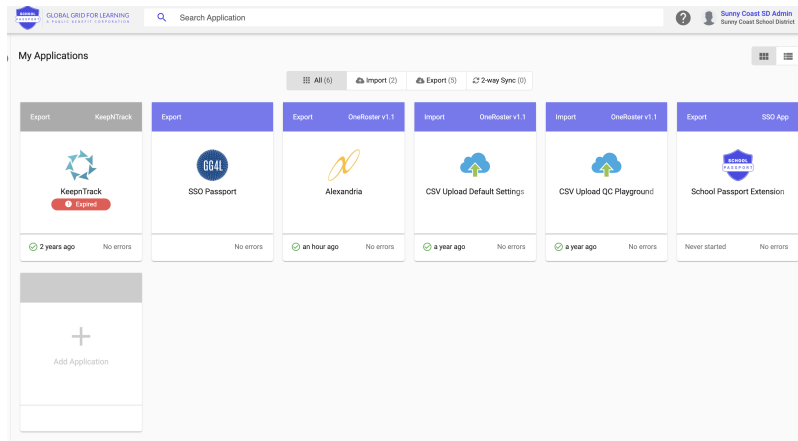 SCHOOL
PASSPORT
GLOBAL GRID FOR LEARNING
A PUBLIC BENEFIT CORPORATION
Search Application
?
Sunny Coast SD Admin
Sunny Coast School District
My Applications
All (6)
Import (2)
Export (5)
2-way Sync (0)
Export KeepNTrack
KeepnTrack
Expired
2 years ago No errors
Export
GG4L
SSO Passport
No errors
Export OneRoster v1.1
Alexandria
an hour ago No errors
Import OneRoster v1.1
CSV Upload Default Settings
a year ago No errors
Import OneRoster v1.1
CSV Upload QC Playground
a year ago No errors
Export SSO App
SCHOOL
PASSPORT
School Passport Extension
Never started No errors
Add Application